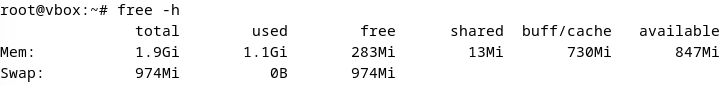 root@vbox:~# free -h
               total        used        free      shared  buff/cache   available
Mem:           1.9Gi       1.1Gi       283Mi        13Mi       730Mi       847Mi
Swap:          974Mi          0B       974Mi